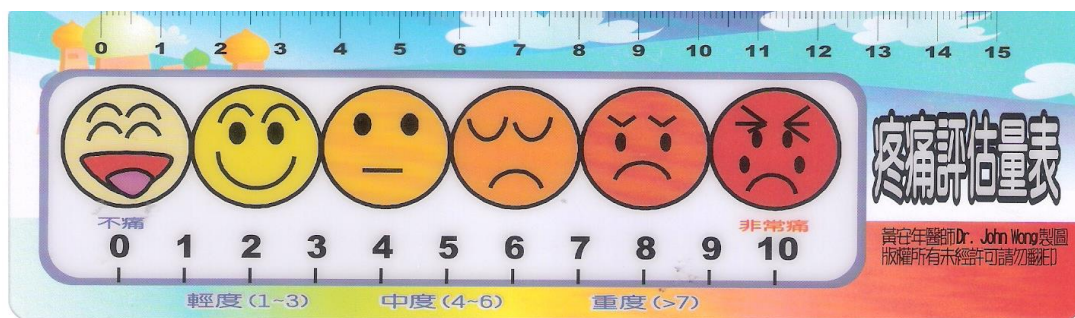 0 1 2 3 4 5 6 7 8 9 10 11 12 13 14 15
疼痛評估量表
不痛 非常痛
0 1 2 3 4 5 6 7 8 9 10
輕度(1~3) 中度(4~6) 重度(>7)
黃安年醫師Dr. John Wong製圖
版權所有未經許可請勿翻印